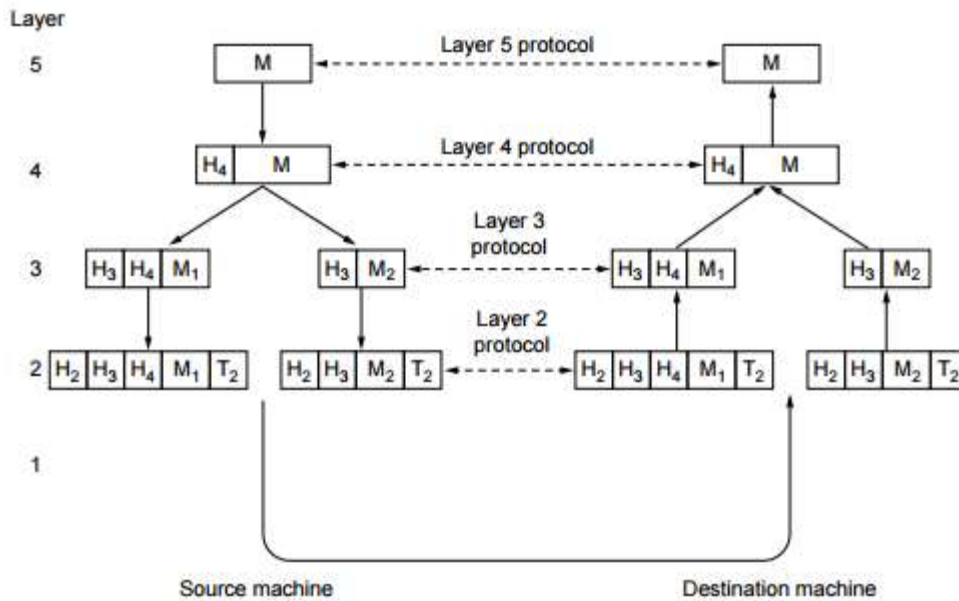 Layer
5
M
Layer 5 protocol
M
4
H4 M
Layer 4 protocol
H4 M
3
H3 H4 M1
H3 M2
Layer 3
protocol
H3 H4 M1
H3 M2
2
H2 H3 H4 M1 T2
H2 H3 M2 T2
Layer 2
protocol
H2 H3 H4 M1 T2
H2 H3 M2 T2
1
Source machine
Destination machine